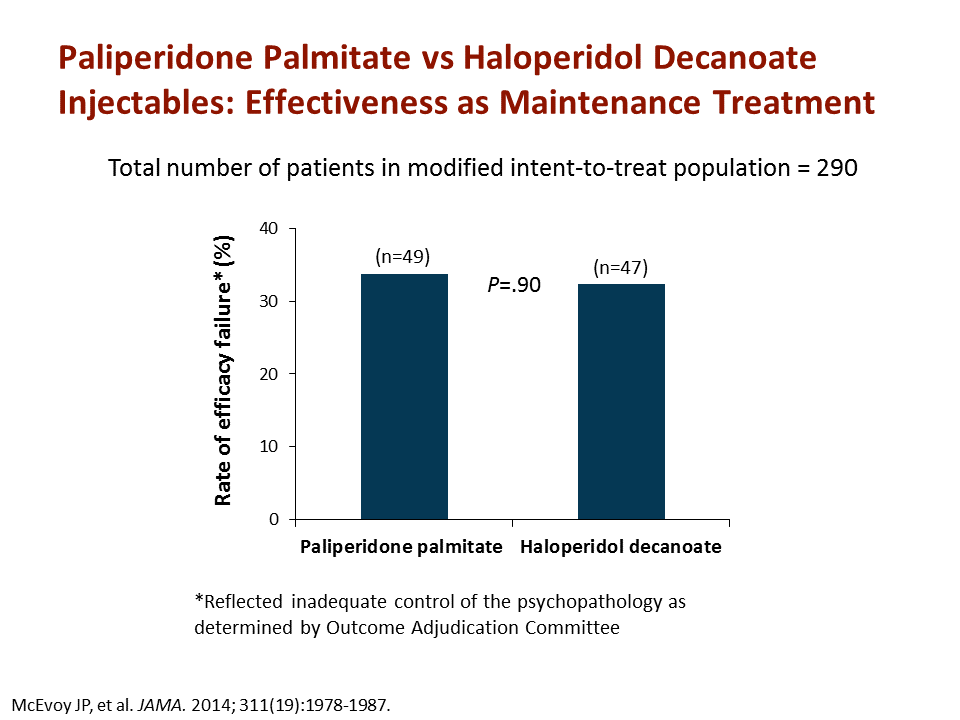 Paliperidone Palmitate vs Haloperidol Decanoate
Injectables: Effectiveness as Maintenance Treatment
Total number of patients in modified intent-to-treat population = 290
Rate of efficacy failure* (%)
40
30
20
10
0
(n=49)
P=.90
(n=47)
Paliperidone palmitate
Haloperidol decanoate
*Reflected inadequate control of the psychopathology as
determined by Outcome Adjudication Committee
McEvoy JP, et al. JAMA. 2014; 311(19):1978-1987.